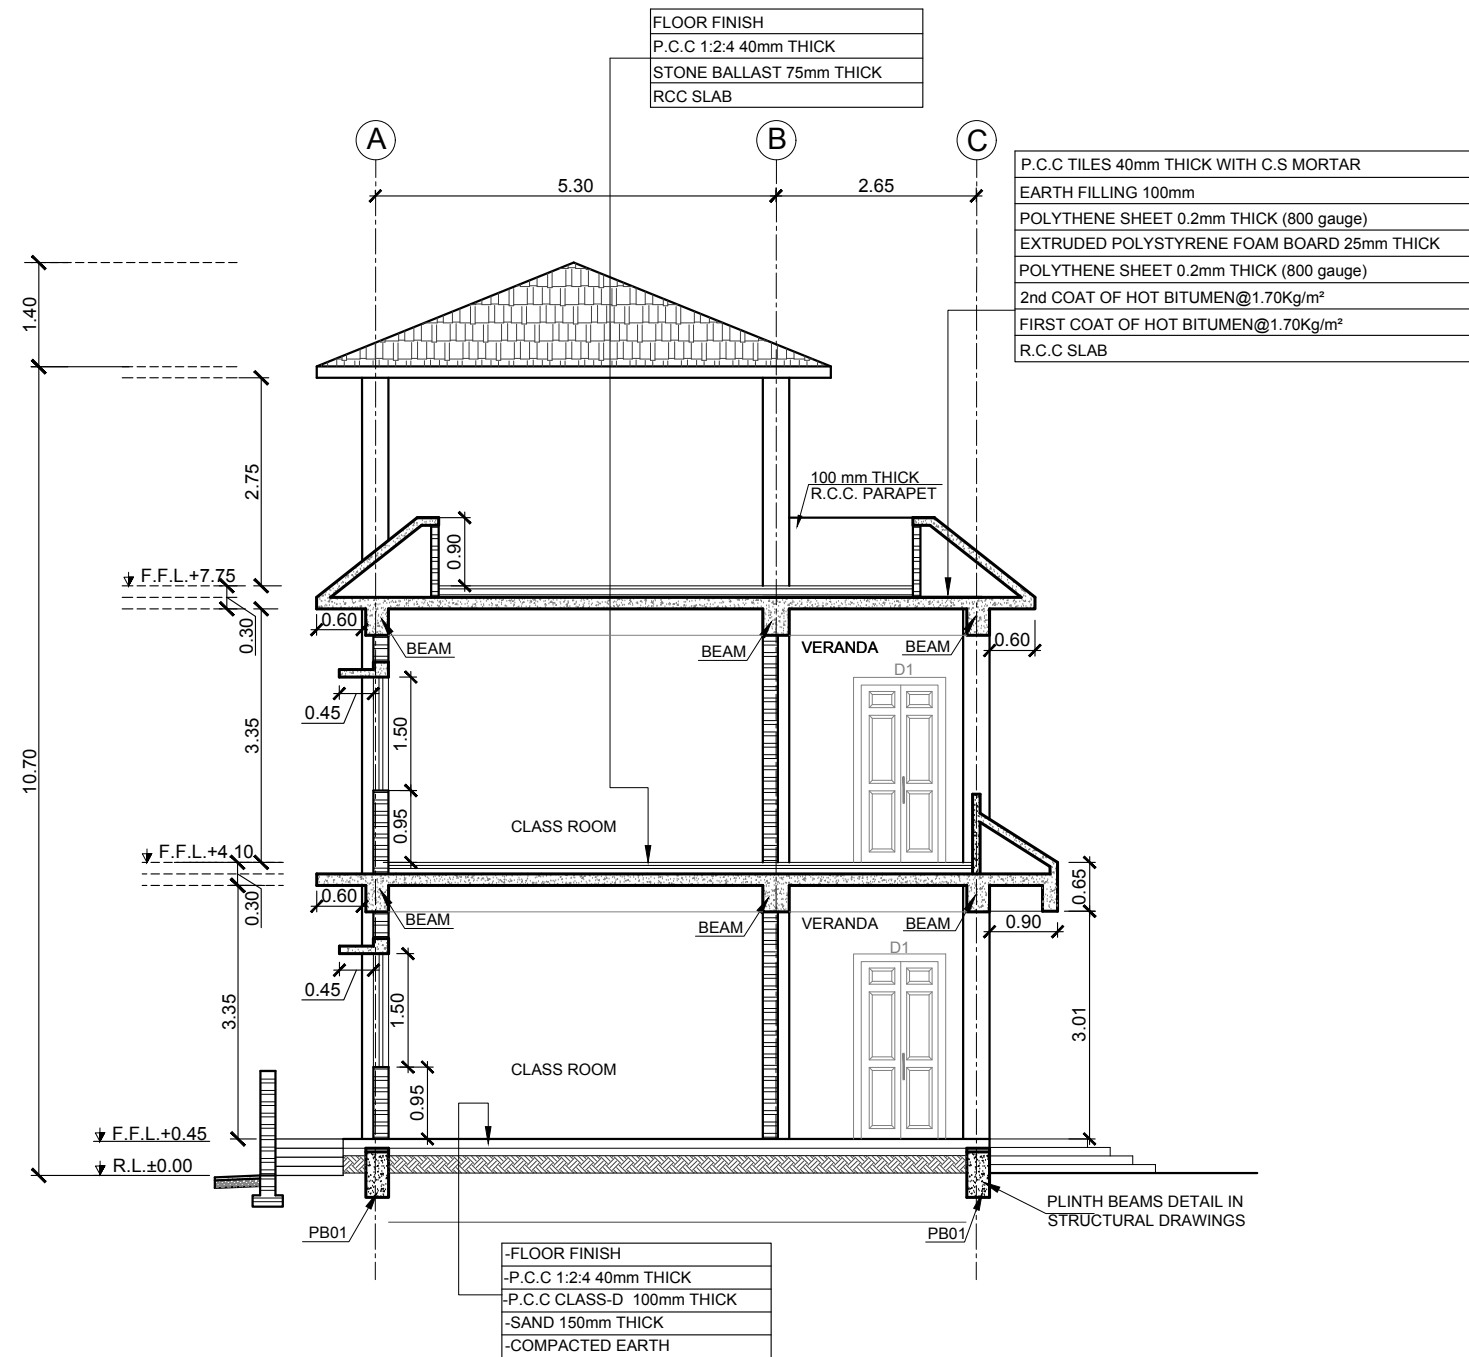 FLOOR FINISH
P.C.C 1:2:4 40mm THICK
STONE BALLAST 75mm THICK
RCC SLAB
A
B
C
5.30
2.65
P.C.C TILES 40mm THICK WITH C.S MORTAR
EARTH FILLING 100mm
POLYTHENE SHEET 0.2mm THICK (800 gauge)
EXTRUDED POLYSTYRENE FOAM BOARD 25mm THICK
POLYTHENE SHEET 0.2mm THICK (800 gauge)
2nd COAT OF HOT BITUMEN@1.70Kg/m²
FIRST COAT OF HOT BITUMEN@1.70Kg/m²
R.C.C SLAB
1.40
2.75
100 mm THICK
R.C.C. PARAPET
0.90
F.F.L.+7.75
0.30
0.60
BEAM
BEAM
VERANDA
BEAM
0.60
D1
0.45
1.50
3.35
10.70
0.95
CLASS ROOM
F.F.L.+4.10
0.30
0.60
BEAM
BEAM
VERANDA
BEAM
0.65
0.90
D1
0.45
1.50
3.35
3.01
CLASS ROOM
0.95
F.F.L.+0.45
R.L.±0.00
PB01
PB01
PLINTH BEAMS DETAIL IN
STRUCTURAL DRAWINGS
-FLOOR FINISH
-P.C.C 1:2:4 40mm THICK
-P.C.C CLASS-D 100mm THICK
-SAND 150mm THICK
-COMPACTED EARTH